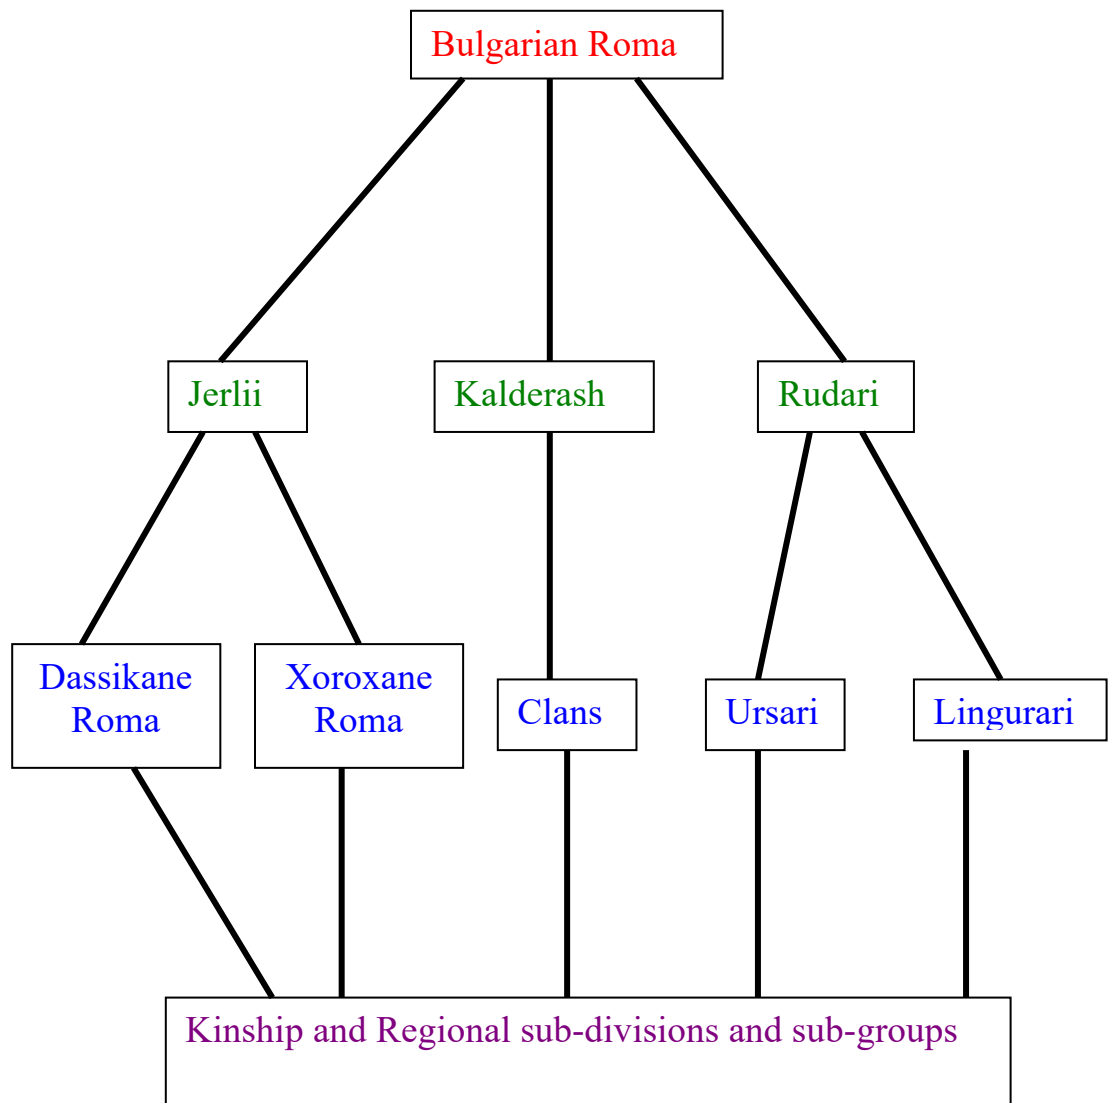 Bulgarian Roma
Jerlii
Kalderash
Rudari
Dassikane
Roma
Xoroxane
Roma
Clans
Ursari
Lingurari
Kinship and Regional sub-divisions and sub-groups